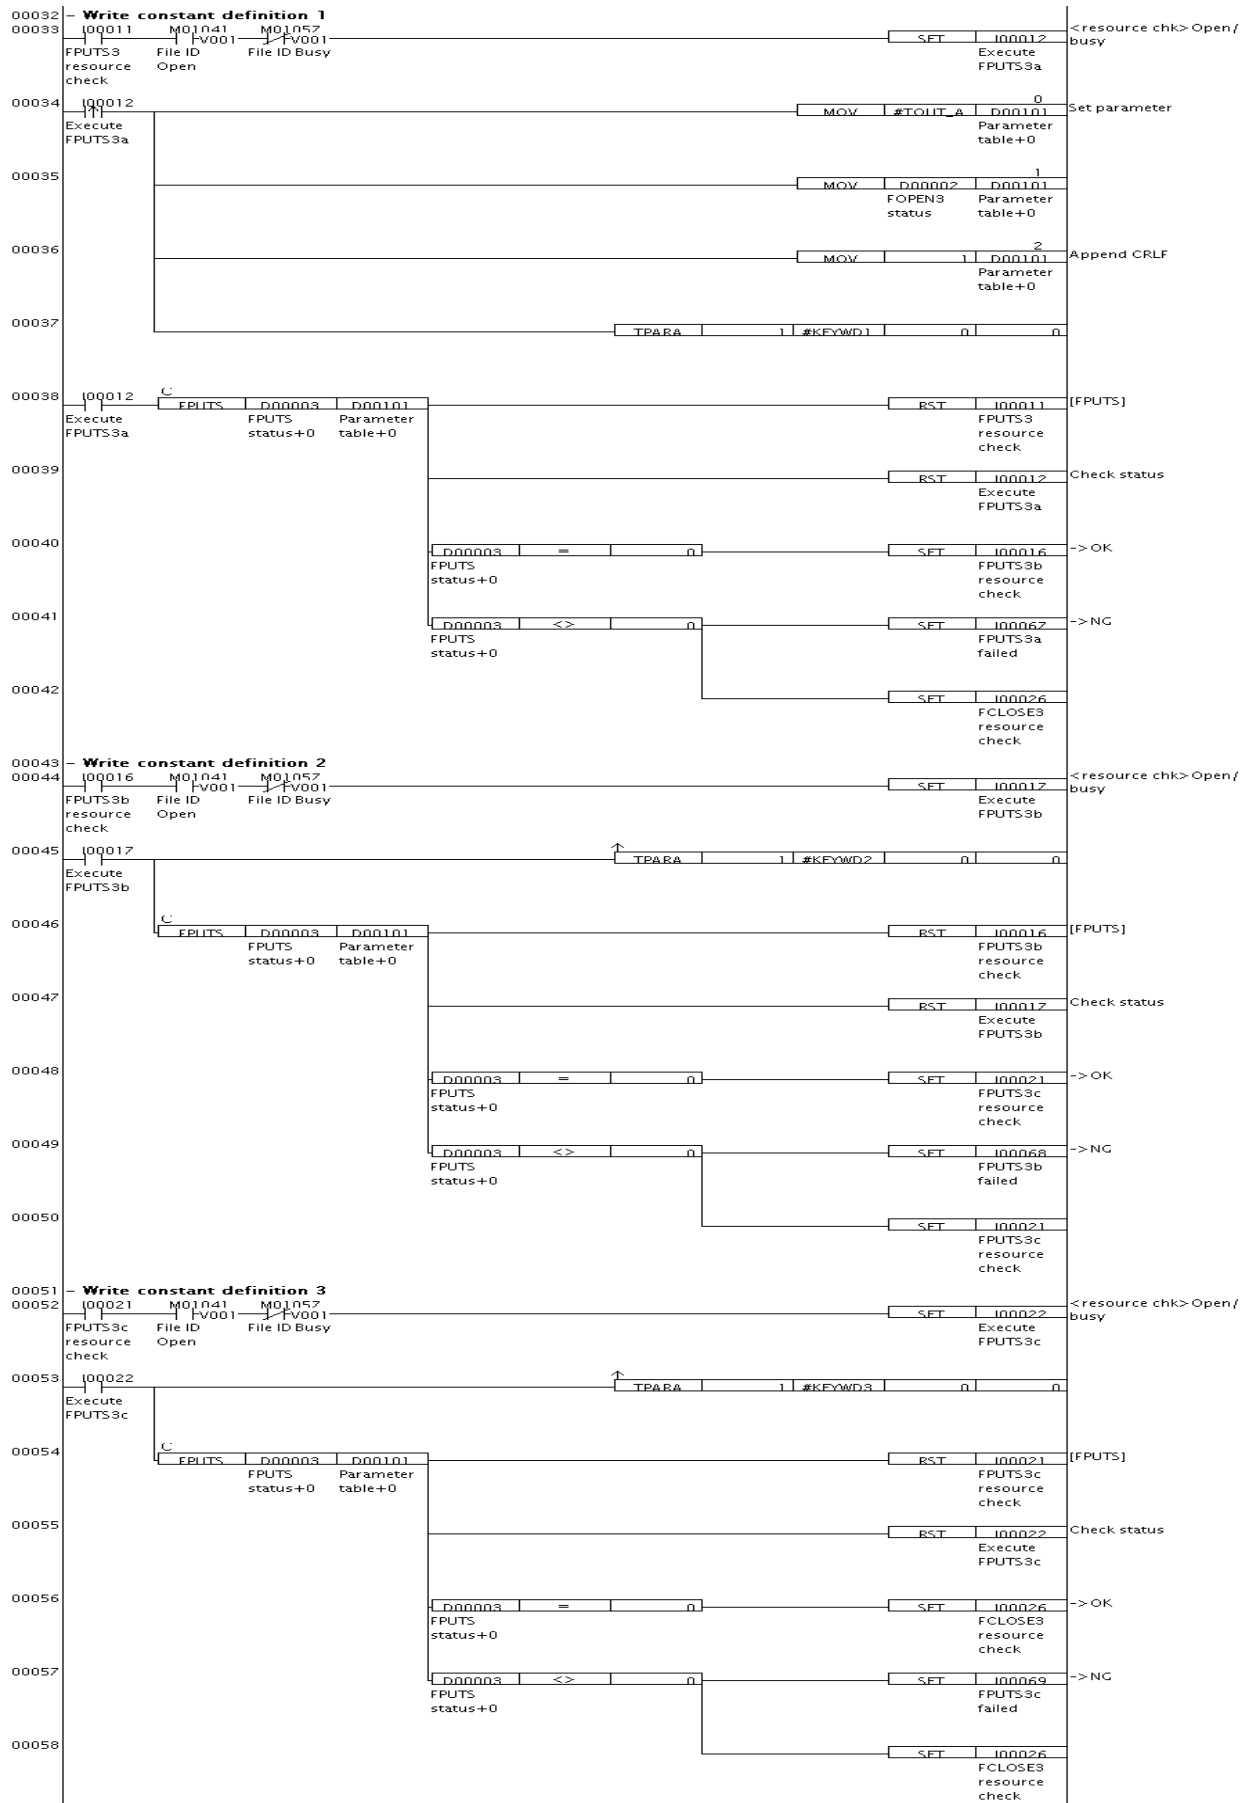 00032 – Write constant definition 1
00033 I00011 M01041 V001 M01057 V001 SET I00012 <resource chk> Open/
FPUTS3 File ID File ID Busy Execute busy
resource Open FPUTS3a
check
00034 I00012 0
MOV #TOUT_A D00101 Set parameter
Execute Parameter
FPUTS3a table+0
00035 1
MOV D00002 D00101
FOPEN3 Parameter
status table+0
00036 2
MOV 1 D00101 Append CRLF
Parameter
table+0
00037 TPARA 1 #KEYWD1 0 0
C
00038 I00012 FPUTS D00003 D00101 RST I00011 [FPUTS]
Execute FPUTS Parameter FPUTS3
FPUTS3a status+0 table+0 resource
check
00039 RST I00012 Check status
Execute
FPUTS3a
00040 D00003 = 0 SET I00016 ->OK
FPUTS FPUTS3b
status+0 resource
check
00041 D00003 <> 0 SET I00067 ->NG
FPUTS FPUTS3a
status+0 failed
00042 SET I00026
FCLOSE3
resource
check
00043 – Write constant definition 2
00044 I00016 M01041 V001 M01057 V001 SET I00017 <resource chk> Open/
FPUTS3b File ID File ID Busy Execute busy
resource Open FPUTS3b
check
00045 I00017 TPARA 1 #KEYWD2 0 0
Execute
FPUTS3b
C
00046 FPUTS D00003 D00101 RST I00016 [FPUTS]
FPUTS Parameter FPUTS3b
status+0 table+0 resource
check
00047 RST I00017 Check status
Execute
FPUTS3b
00048 D00003 = 0 SET I00021 ->OK
FPUTS FPUTS3c
status+0 resource
check
00049 D00003 <> 0 SET I00068 ->NG
FPUTS FPUTS3b
status+0 failed
00050 SET I00021
FPUTS3c
resource
check
00051 – Write constant definition 3
00052 I00021 M01041 V001 M01057 V001 SET I00022 <resource chk> Open/
FPUTS3c File ID File ID Busy Execute busy
resource Open FPUTS3c
check
00053 I00022 TPARA 1 #KEYWD3 0 0
Execute
FPUTS3c
C
00054 FPUTS D00003 D00101 RST I00021 [FPUTS]
FPUTS Parameter FPUTS3c
status+0 table+0 resource
check
00055 RST I00022 Check status
Execute
FPUTS3c
00056 D00003 = 0 SET I00026 ->OK
FPUTS FCLOSE3
status+0 resource
check
00057 D00003 <> 0 SET I00069 ->NG
FPUTS FPUTS3c
status+0 failed
00058 SET I00026
FCLOSE3
resource
check